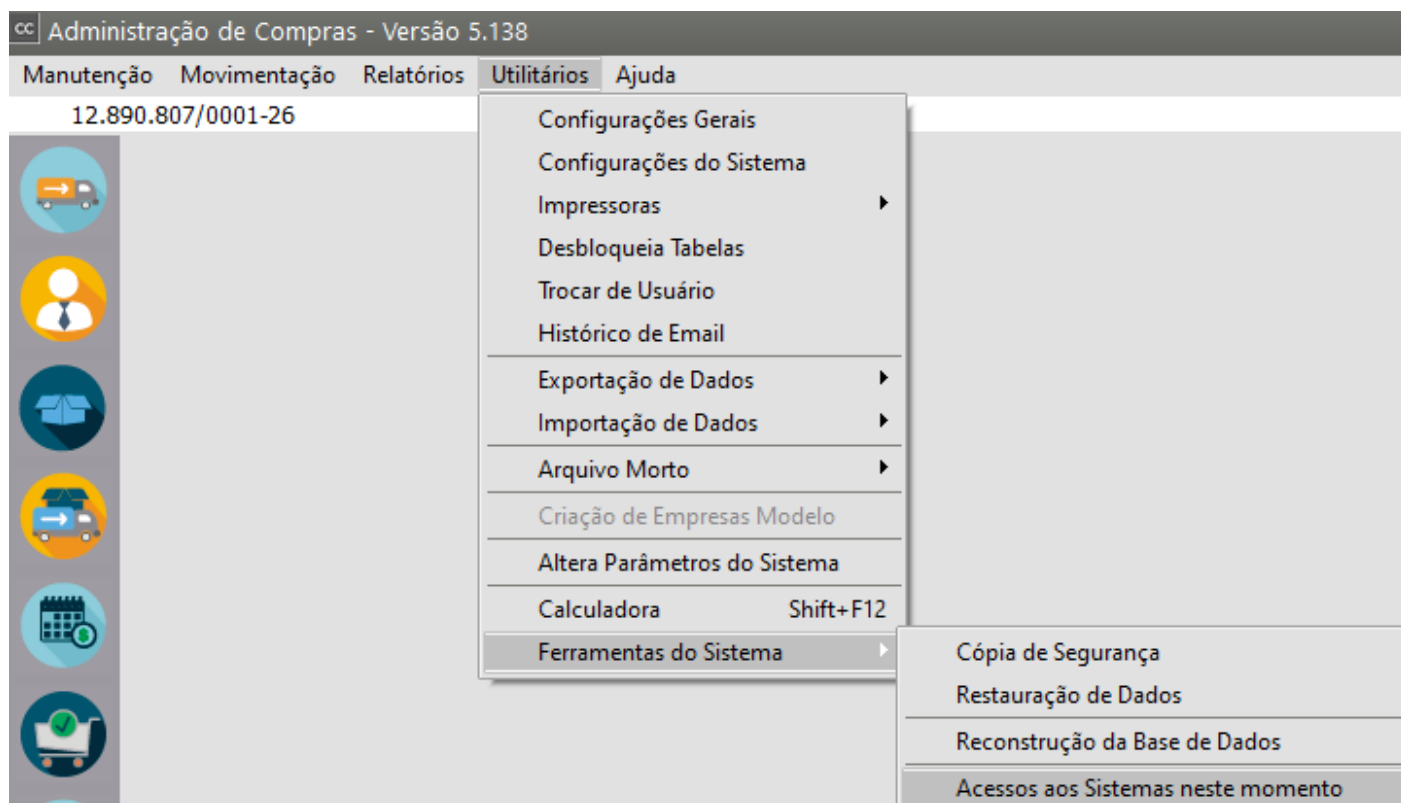 cc Administração de Compras - Versão 5.138
Manutenção Movimentação Relatórios Utilitários Ajuda
12.890.807/0001-26
Configurações Gerais
Configurações do Sistema
Impressoras
Desbloqueia Tabelas
Trocar de Usuário
Histórico de Email
Exportação de Dados
Importação de Dados
Arquivo Morto
Criação de Empresas Modelo
Altera Parâmetros do Sistema
Calculadora Shift+F12
Ferramentas do Sistema
Cópia de Segurança
Restauração de Dados
Reconstrução da Base de Dados
Acessos aos Sistemas neste momento